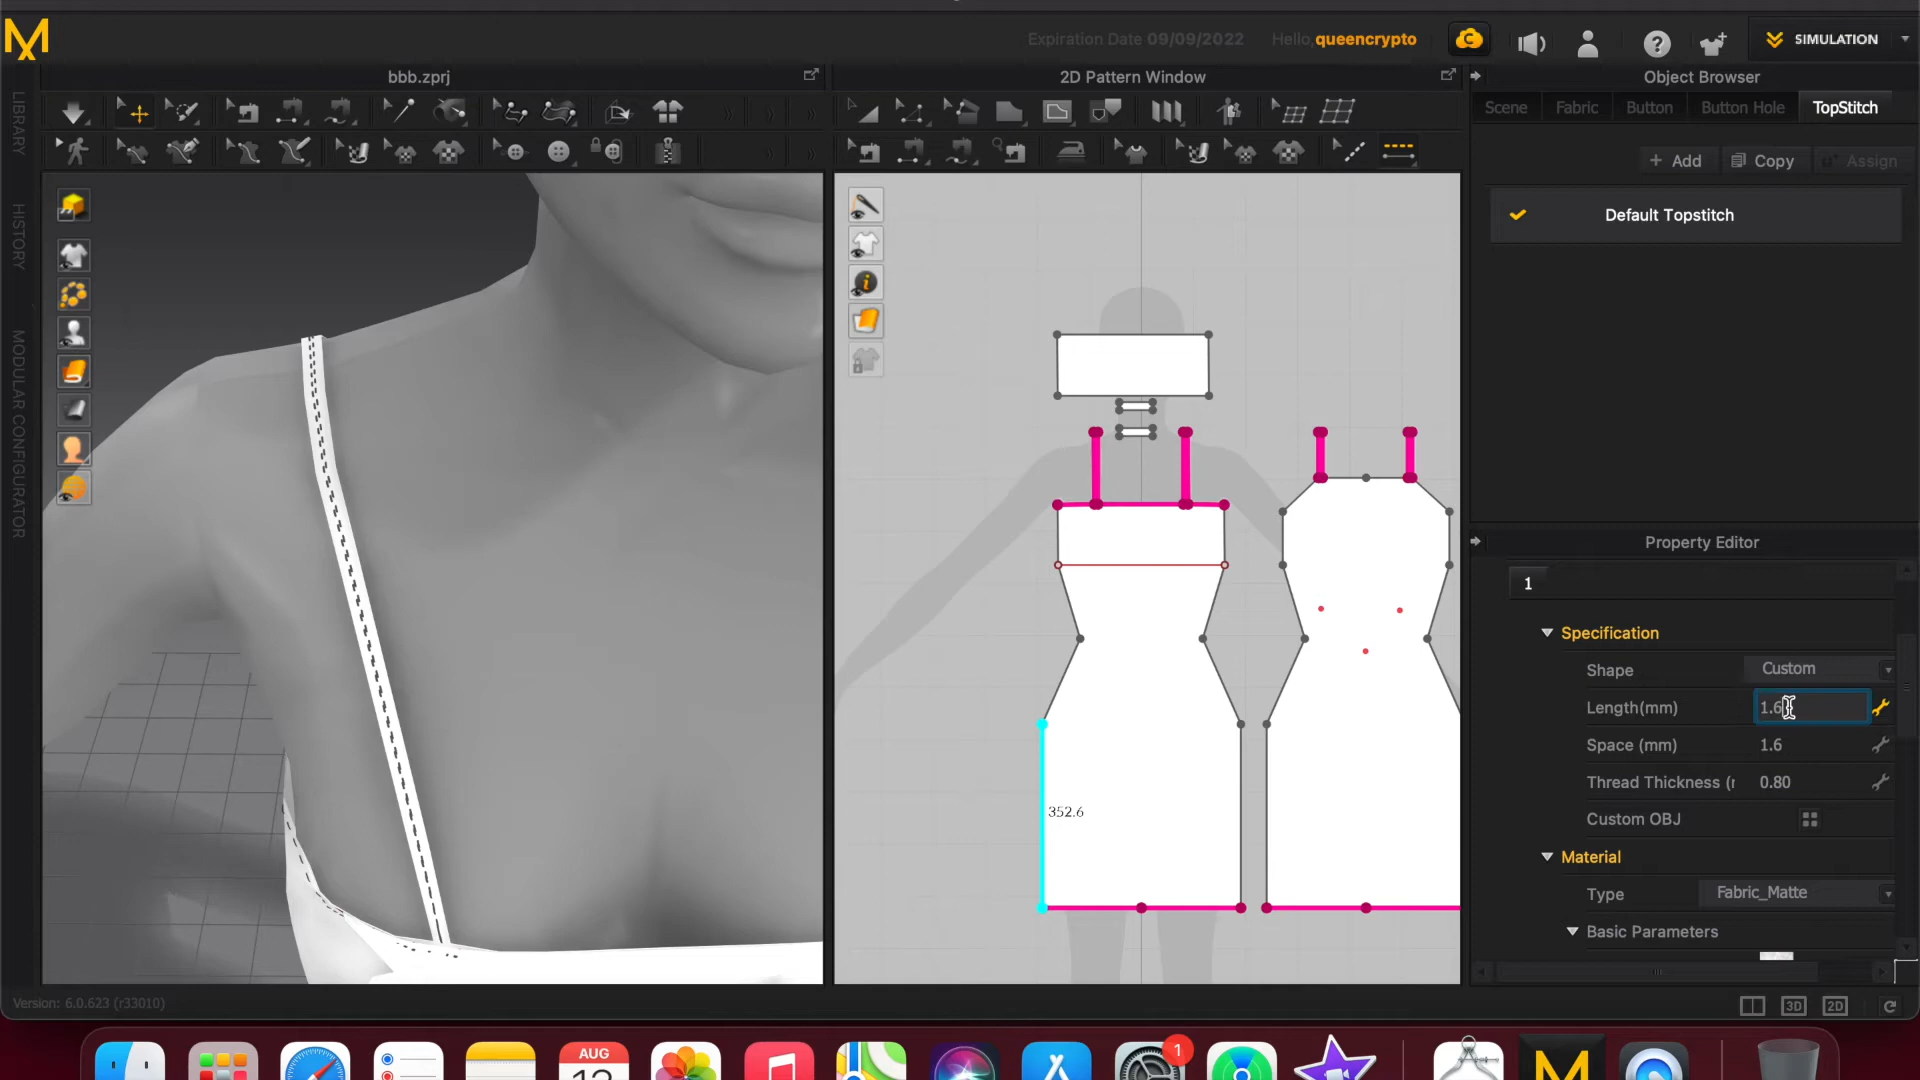 Expiration Date 09/09/2022 Hello, queencrypto
SIMULATION
bbb.zprj
2D Pattern Window
Object Browser
Scene Fabric Button Button Hole TopStitch
+ Add Copy Assign
Default Topstitch
LIBRARY
HISTORY
MODULAR CONFIGURATOR
352.6
Property Editor
1
Specification
Shape Custom
Length(mm) 1.6
Space (mm) 1.6
Thread Thickness (r 0.80
Custom OBJ
Material
Type Fabric_Matte
Basic Parameters
Version: 6.0.623 (r33010)
3D 2D
AUG
1